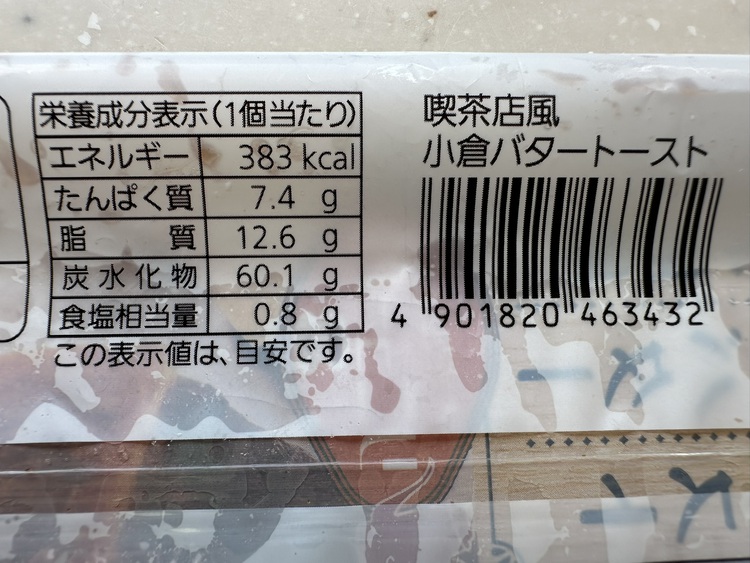 栄養成分表示(1個当たり)
エネルギー 383 kcal
たんぱく質 7.4 g
脂質 12.6 g
炭水化物 60.1 g
食塩相当量 0.8 g
この表示値は、目安です。
喫茶店風
小倉バタートースト
4 901820 463432